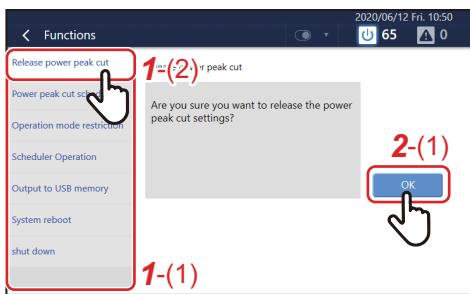 2020/06/12 Fri. 10:50
Functions
65
0
Release power peak cut
1-(2)
er peak cut
Power peak cut sch
Are you sure you want to release the power
peak cut settings?
Operation mode restriction
2-(1)
Scheduler Operation
Output to USB memory
OK
System reboot
shut down
1-(1)